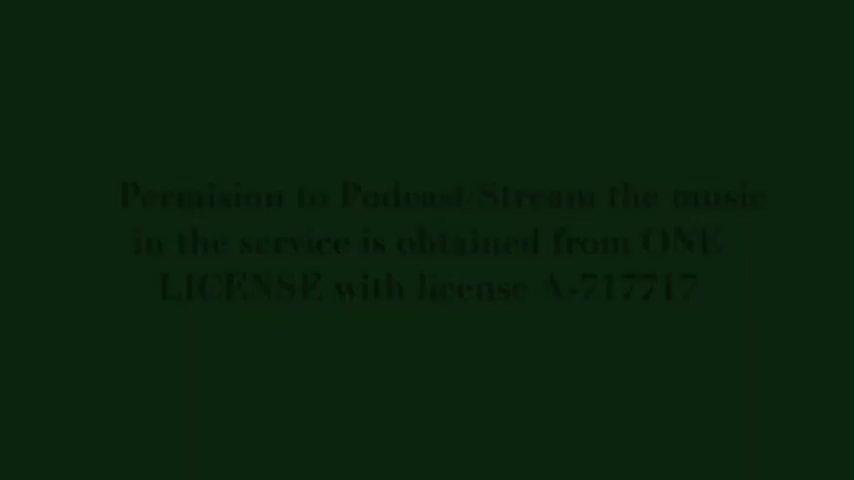 Permision to Podcast/Stream the music
in the service is obtained from ONE
LICENSE with license A-717717